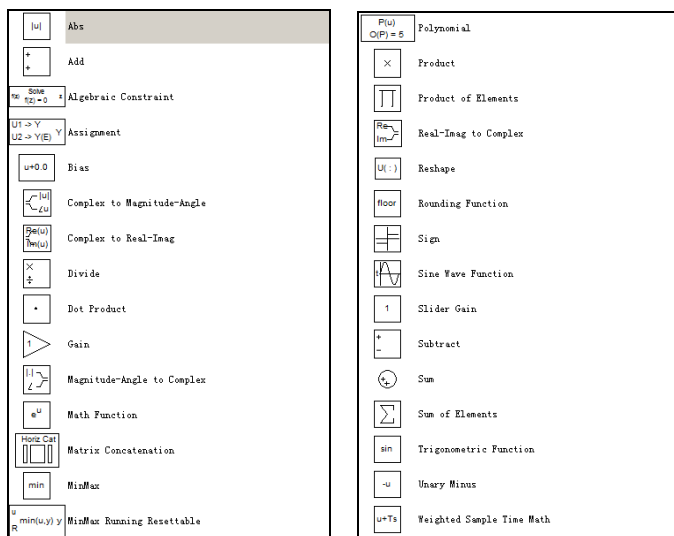 |u| Abs
+
+ Add
Solve
f(z) f(z) = 0 z Algebraic Constraint
U1 -> Y
U2 -> Y(E) Y Assignment
u+0.0 Bias
|u|
∠u Complex to Magnitude-Angle
Re(u)
Im(u) Complex to Real-Imag
×
÷ Divide
• Dot Product
1 Gain
|.|
∠ Magnitude-Angle to Complex
eᵘ Math Function
Horiz Cat
Matrix Concatenation
min MinMax
u
R min(u,y) y MinMax Running Resettable
P(u)
O(P) = 5 Polynomial
× Product
∏ Product of Elements
Re
Im Real-Imag to Complex
U( : ) Reshape
floor Rounding Function
Sign
t Sine Wave Function
1 Slider Gain
+
− Subtract
++ Sum
∑ Sum of Elements
sin Trigonometric Function
-u Unary Minus
u+Ts Weighted Sample Time Math